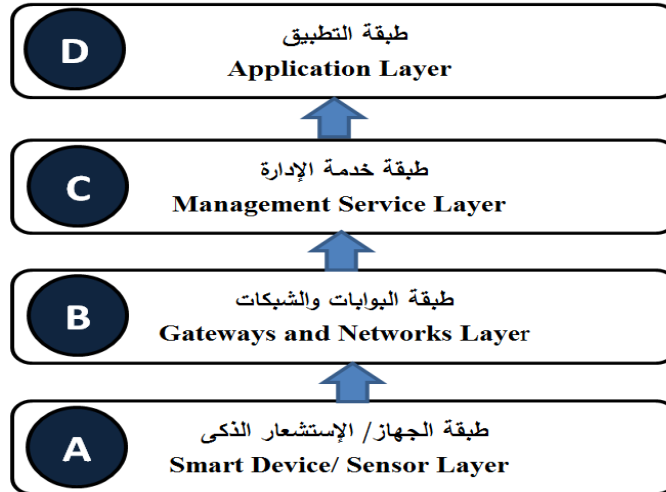 D
طبقة التطبيق
Application Layer
C
طبقة خدمة الإدارة
Management Service Layer
B
طبقة البوابات والشبكات
Gateways and Networks Layer
A
طبقة الجهاز/ الإستشعار الذكى
Smart Device/ Sensor Layer